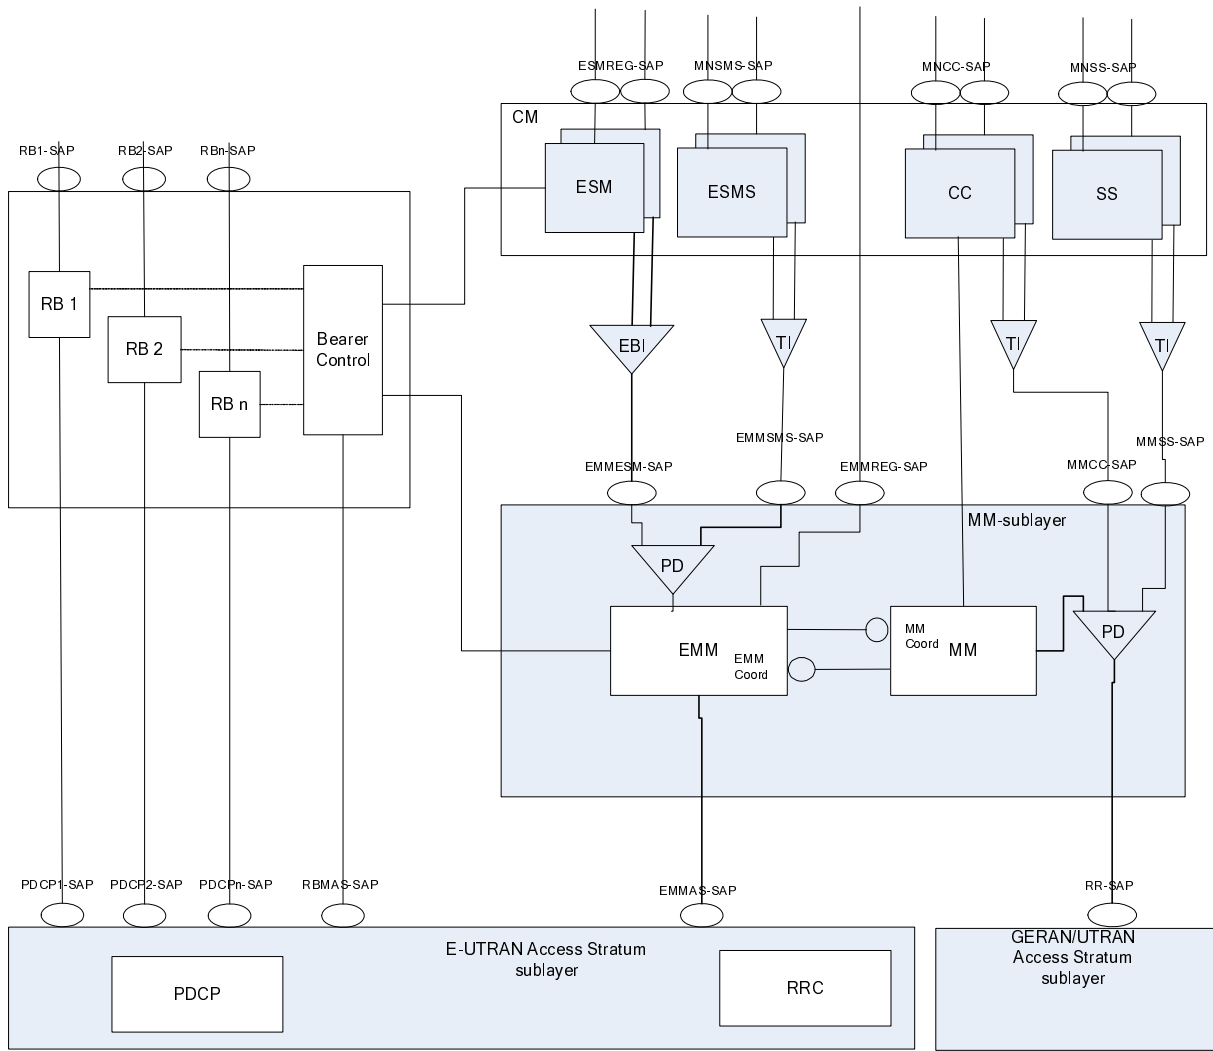 ESMREG-SAP
MNSMS-SAP
MNCC-SAP
MNSS-SAP
CM
RB1-SAP
RB2-SAP
RBn-SAP
ESM
ESMS
CC
SS
RB 1
RB 2
RB n
Bearer
Control
EBI
TI
TI
TI
EMMESM-SAP
EMMSMS-SAP
EMMREG-SAP
MMCC-SAP
MMSS-SAP
MM-sublayer
PD
EMM
EMM
Coord
MM
Coord
MM
PD
PDCP1-SAP
PDCP2-SAP
PDCPn-SAP
RBMAS-SAP
EMMAS-SAP
RR-SAP
E-UTRAN Access Stratum
sublayer
PDCP
RRC
GERAN/UTRAN
Access Stratum
sublayer